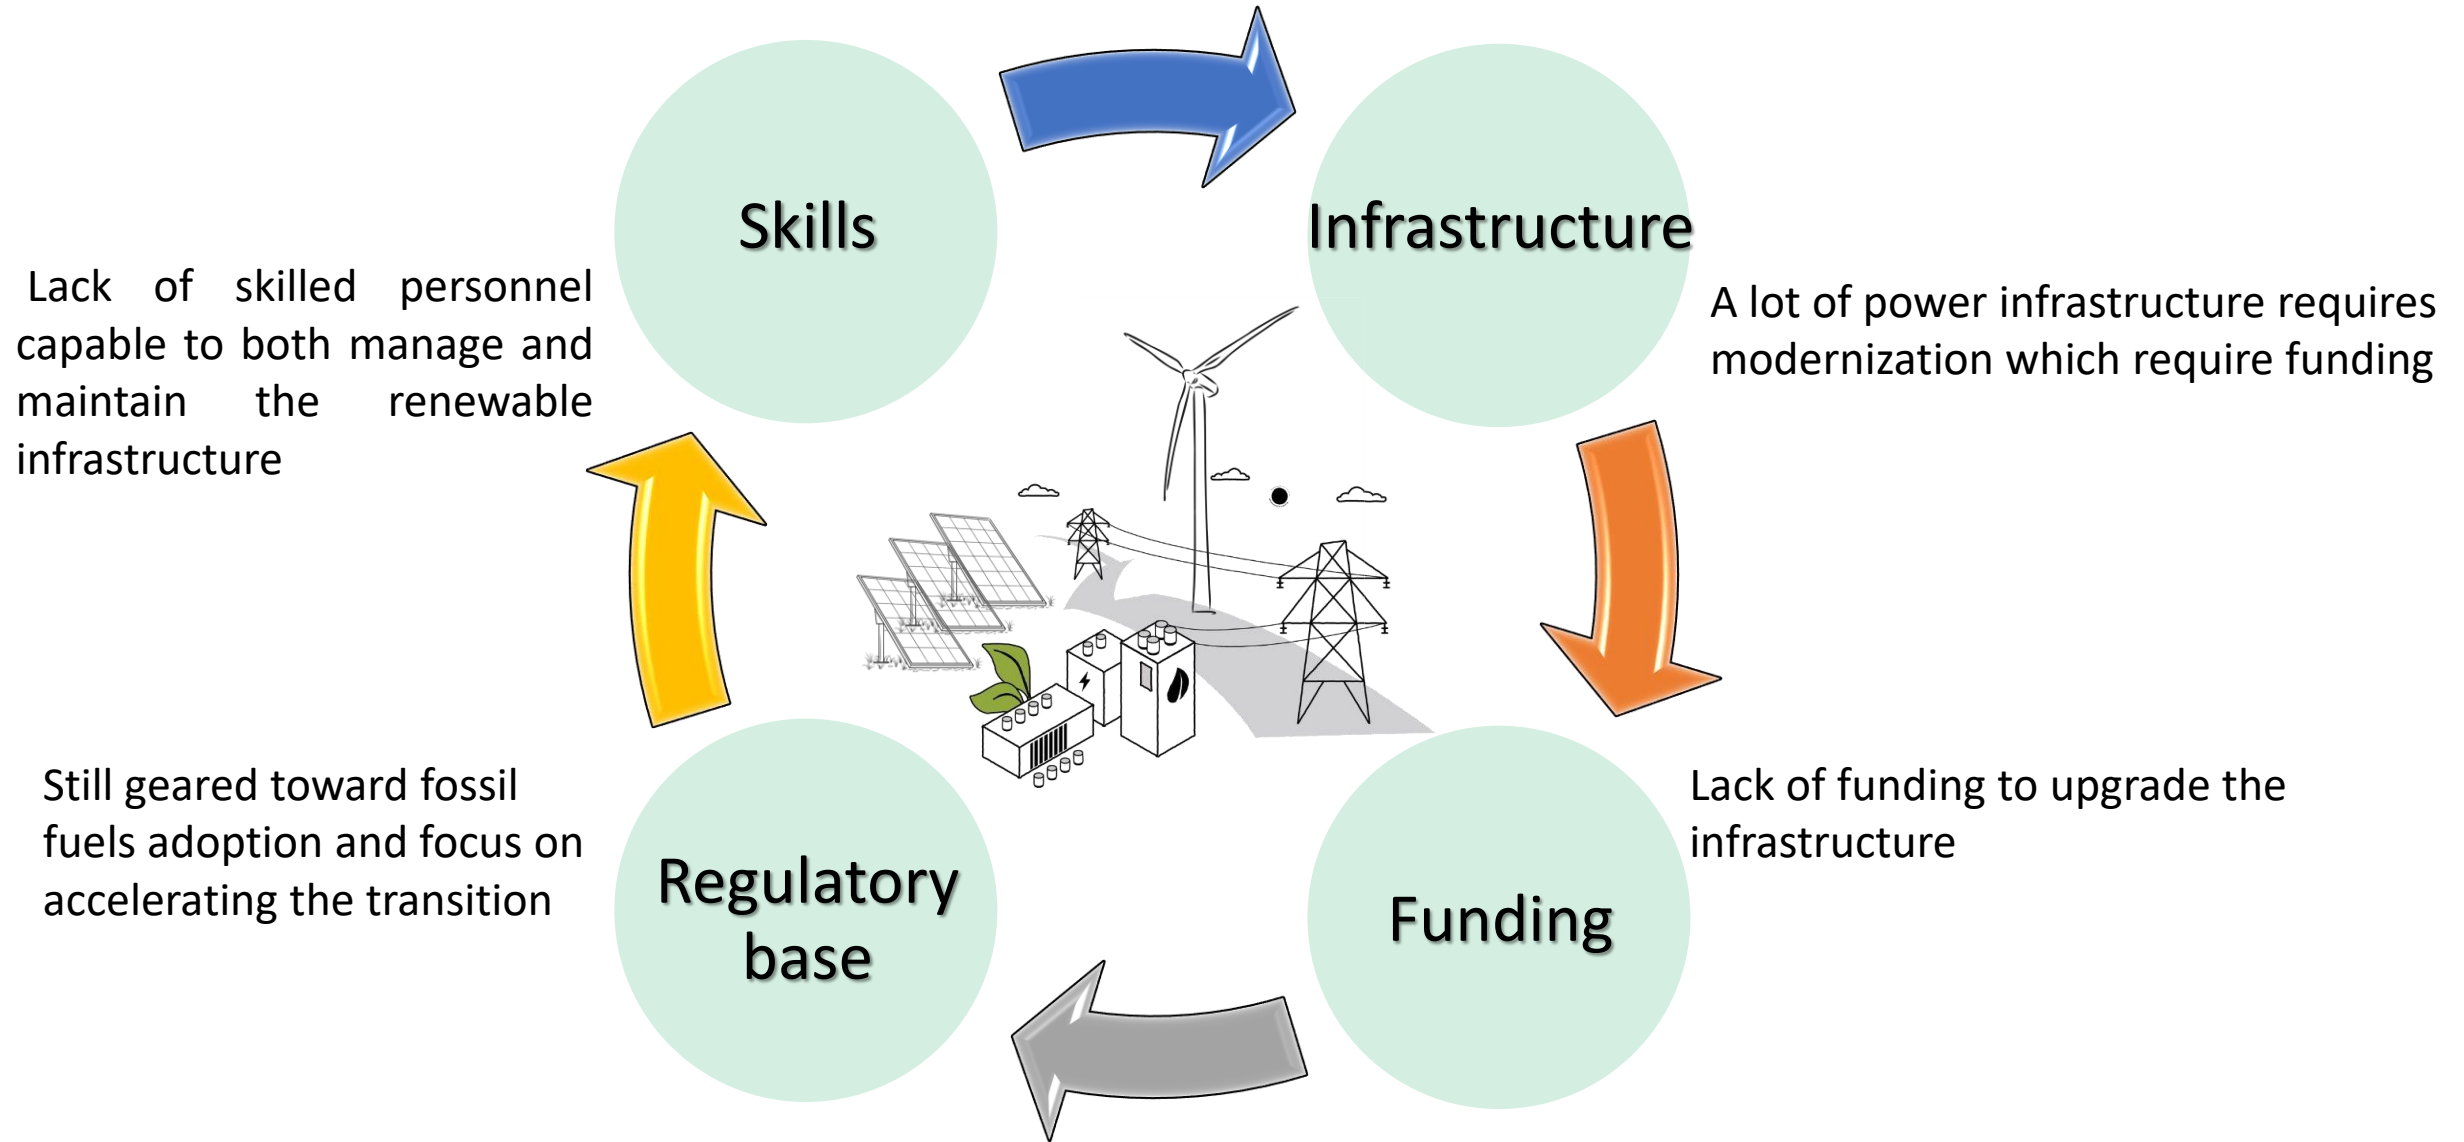 Skills
Infrastructure
Lack of skilled personnel
capable to both manage and
maintain the renewable
infrastructure
A lot of power infrastructure requires
modernization which require funding
Still geared toward fossil
fuels adoption and focus on
accelerating the transition
Regulatory
base
Funding
Lack of funding to upgrade the
infrastructure